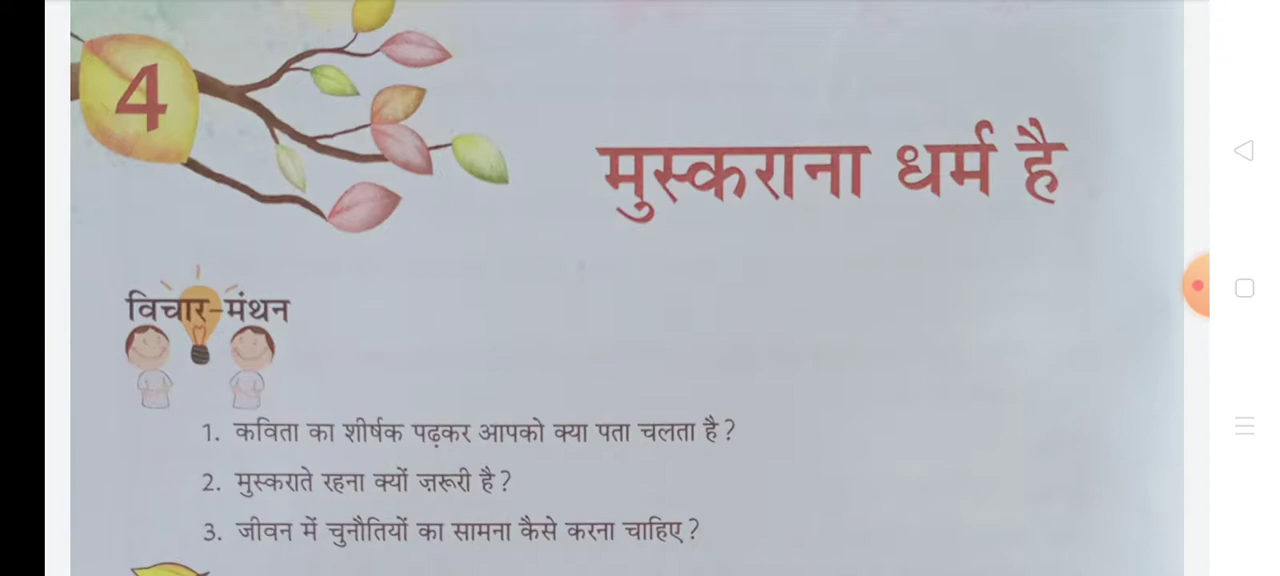 4
मुस्कराना धर्म है
विचार-मंथन
1. कविता का शीर्षक पढ़कर आपको क्या पता चलता है?
2. मुस्कराते रहना क्यों ज़रूरी है?
3. जीवन में चुनौतियों का सामना कैसे करना चाहिए?